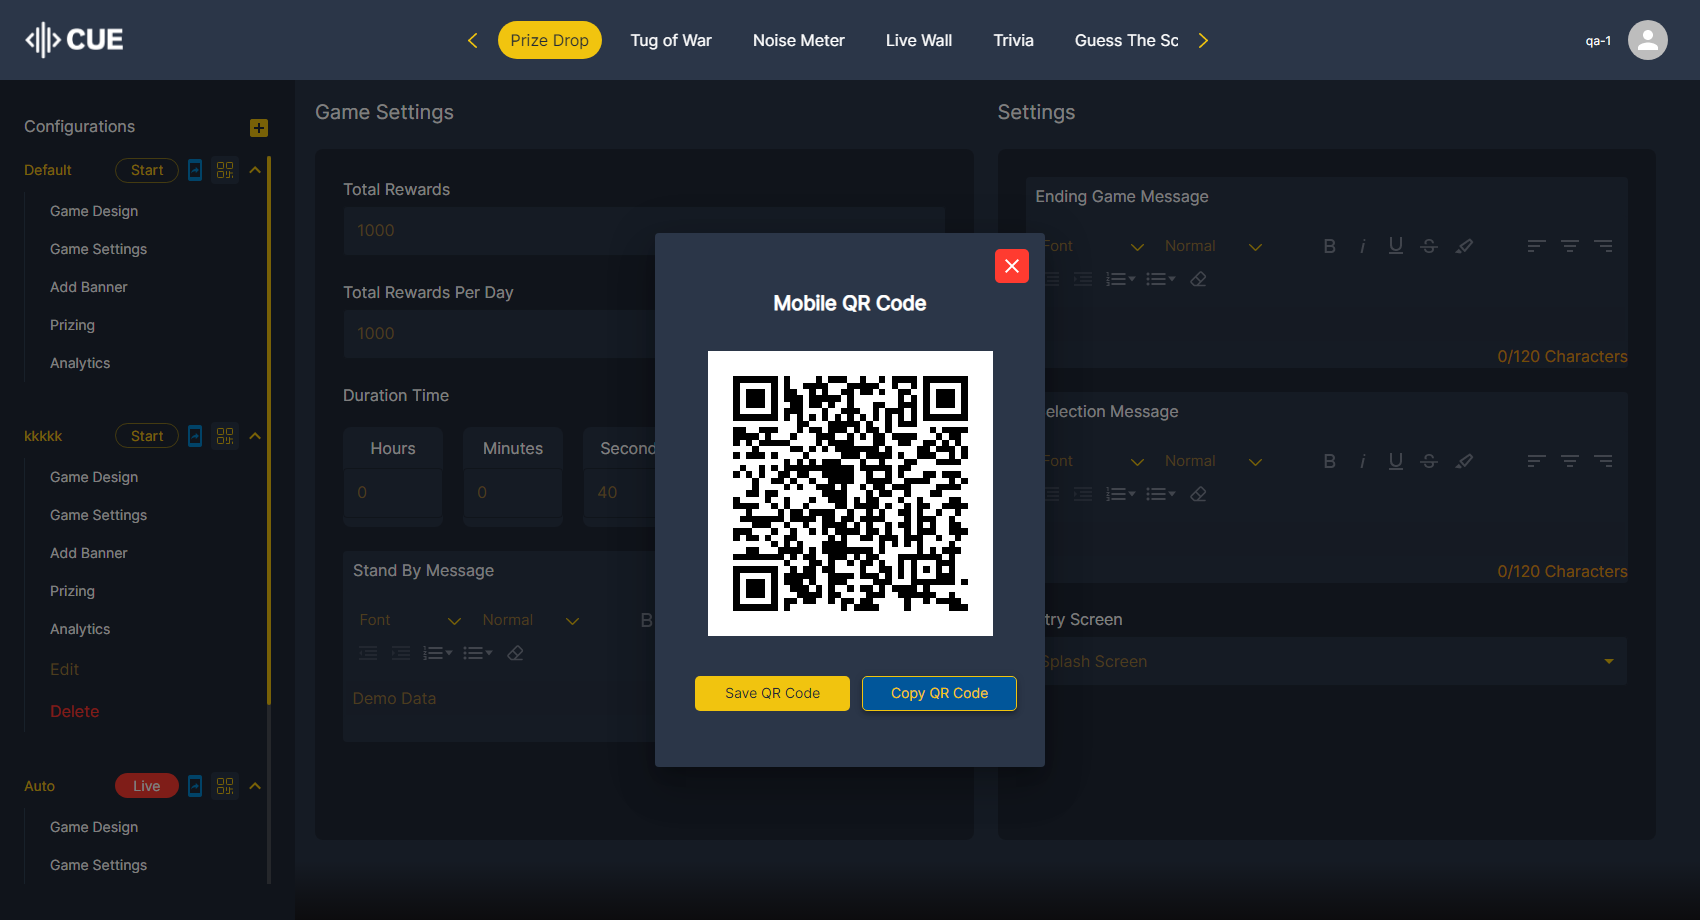 CUE
Prize Drop
Tug of War
Noise Meter
Live Wall
Trivia
Guess The Sc
qa-1
Configurations
Default
Start
Game Design
Game Settings
Add Banner
Prizing
Analytics
kkkkk
Start
Game Design
Game Settings
Add Banner
Prizing
Analytics
Edit
Delete
Auto
Live
Game Design
Game Settings
Game Settings
Total Rewards
1000
Total Rewards Per Day
1000
Duration Time
Hours
Minutes
Second
0
0
40
Stand By Message
Font
Normal
B
Demo Data
Mobile QR Code
Save QR Code
Copy QR Code
Settings
Ending Game Message
Font
Normal
B i U S
0/120 Characters
election Message
Font
Normal
B i U S
0/120 Characters
try Screen
Splash Screen